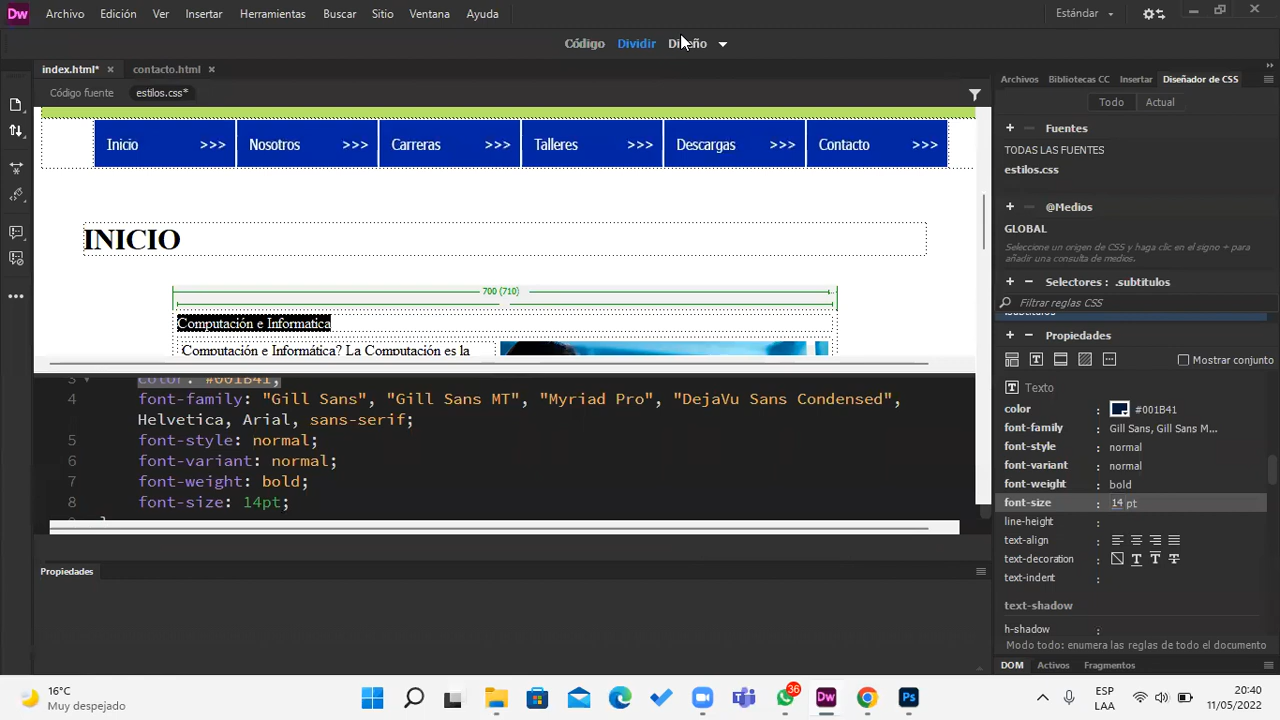 Dw Archivo Edición Ver Insertar Herramientas Buscar Sitio Ventana Ayuda Estándar
Código Dividir Diseño
index.html* contacto.html
Código fuente estilos.css*
Inicio >>> Nosotros >>> Carreras >>> Talleres >>> Descargas >>> Contacto >>>
INICIO
700 (710)
Computación e Informatica
Computación e Informática? La Computación es la
3 color: #001B41;
4 font-family: "Gill Sans", "Gill Sans MT", "Myriad Pro", "DejaVu Sans Condensed",
Helvetica, Arial, sans-serif;
5 font-style: normal;
6 font-variant: normal;
7 font-weight: bold;
8 font-size: 14pt;
Propiedades
Archivos Bibliotecas CC Insertar Diseñador de CSS
Todo Actual
+ − Fuentes
TODAS LAS FUENTES
estilos.css
+ − @Medios
GLOBAL
Seleccione un origen de CSS y haga clic en el signo + para
añadir una consulta de medios.
+ − Selectores : .subtitulos
Filtrar reglas CSS
.subtitulos
+ − Propiedades
Mostrar conjunto
T Texto
color : #001B41
font-family : Gill Sans, Gill Sans M...
font-style : normal
font-variant : normal
font-weight : bold
font-size : 14 pt
line-height :
text-align :
text-decoration :
text-indent :
text-shadow
h-shadow :
Modo todo: enumera las reglas de todo el documento
DOM Activos Fragmentos
16°C
Muy despejado
36
Dw
Ps
ESP
LAA
20:40
11/05/2022